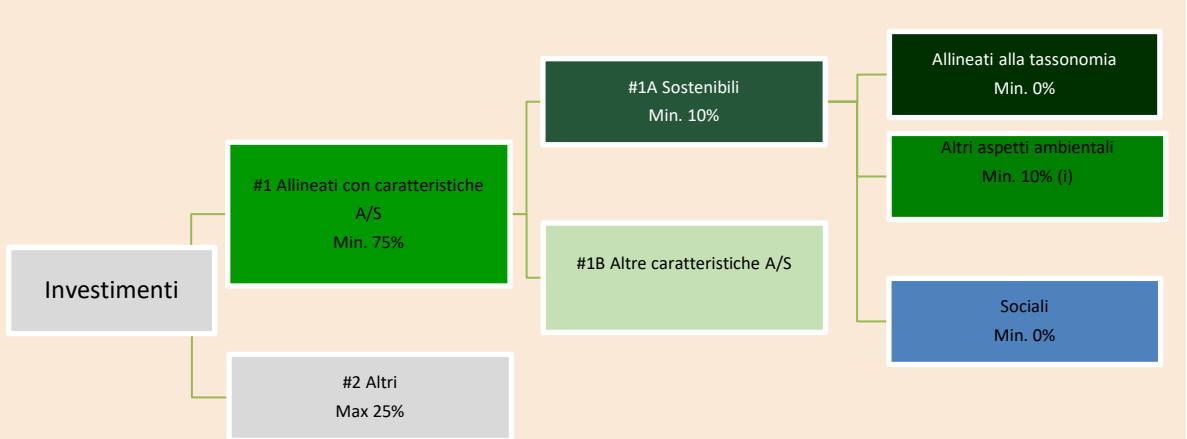 Investimenti
#1 Allineati con caratteristiche
A/S
Min. 75%
#2 Altri
Max 25%
#1A Sostenibili
Min. 10%
#1B Altre caratteristiche A/S
Allineati alla tassonomia
Min. 0%
Altri aspetti ambientali
Min. 10% (i)
Sociali
Min. 0%